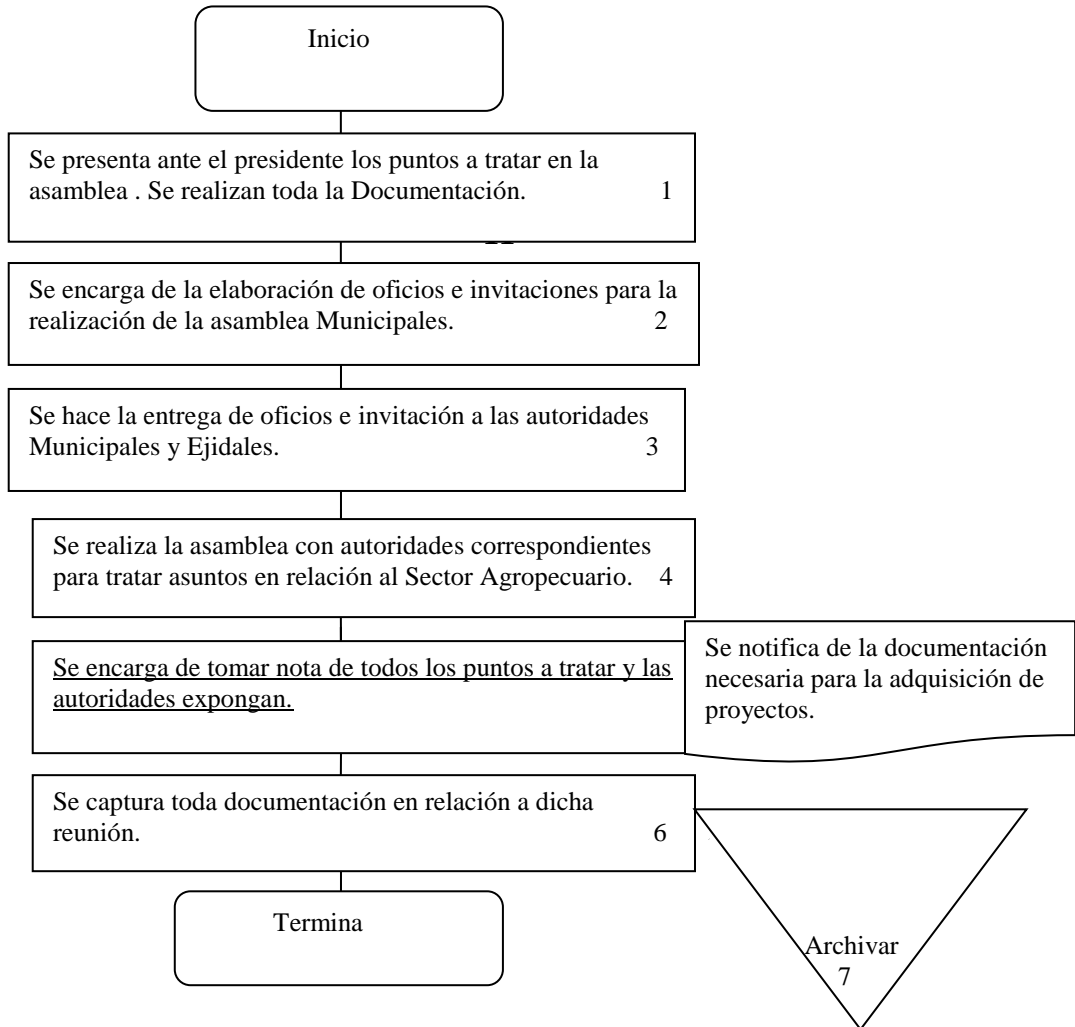 Inicio
Se presenta ante el presidente los puntos a tratar en la
asamblea . Se realizan toda la Documentación. 1
Se encarga de la elaboración de oficios e invitaciones para la
realización de la asamblea Municipales. 2
Se hace la entrega de oficios e invitación a las autoridades
Municipales y Ejidales. 3
Se realiza la asamblea con autoridades correspondientes
para tratar asuntos en relación al Sector Agropecuario. 4
Se encarga de tomar nota de todos los puntos a tratar y las
autoridades expongan.
Se notifica de la documentación
necesaria para la adquisición de
proyectos.
Se captura toda documentación en relación a dicha
reunión. 6
Termina
Archivar
7